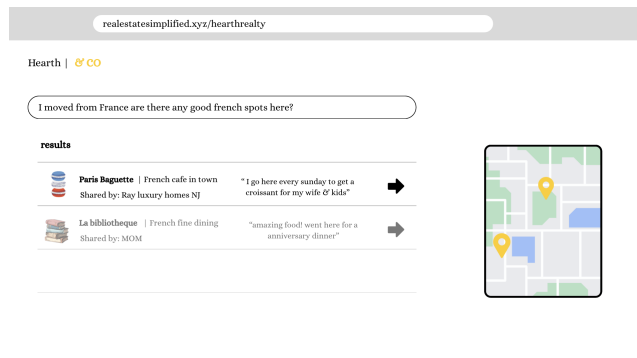 realestatesimplified.xyz/hearthrealty
Hearth | & CO
I moved from France are there any good french spots here?
results
Paris Baguette | French cafe in town
Shared by: Ray luxury homes NJ
“ I go here every sunday to get a
croissant for my wife & kids”
La bibliotheque | French fine dining
Shared by: MOM
“amazing food! went here for a
anniversary dinner”